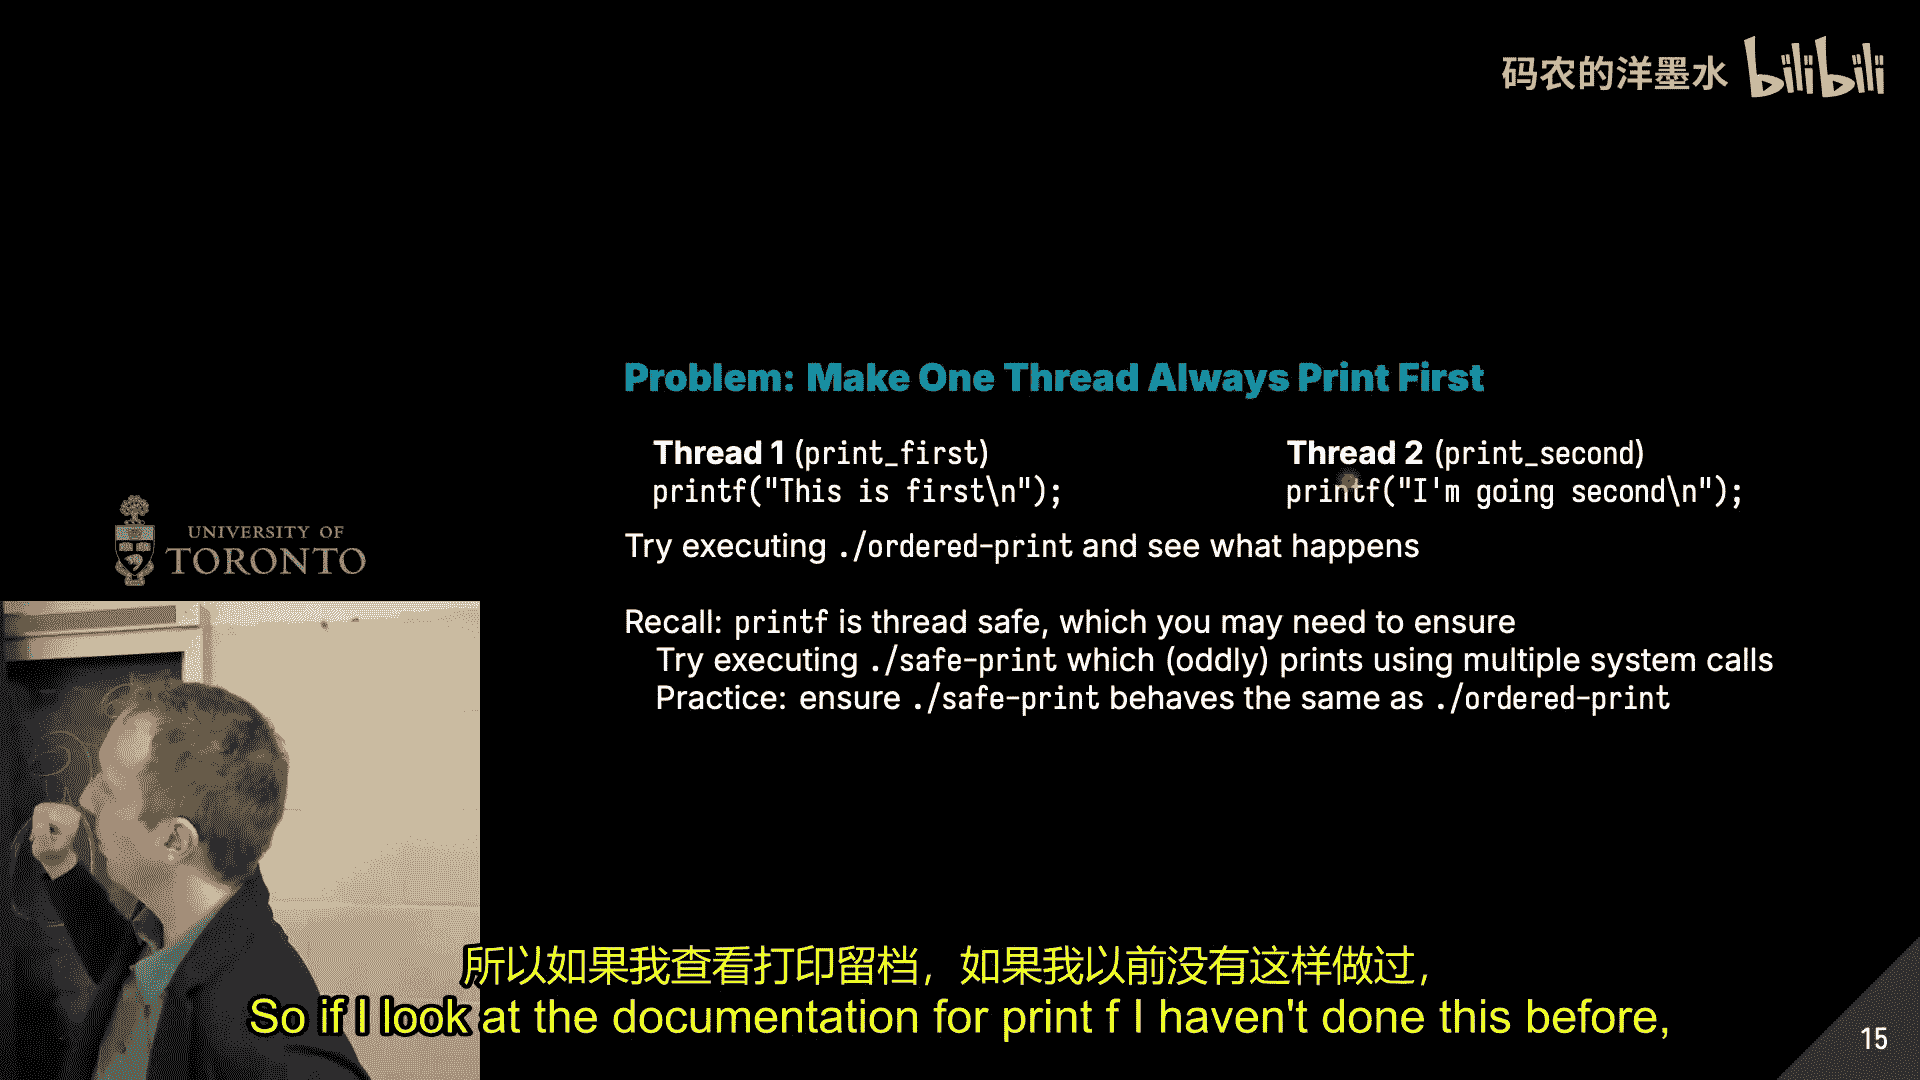 码农的洋墨水 bilibili
Problem: Make One Thread Always Print First
Thread 1 (print_first)
printf("This is first\n");
Thread 2 (print_second)
printf("I'm going second\n");
Try executing ./ordered-print and see what happens
UNIVERSITY OF
TORONTO
Recall: printf is thread safe, which you may need to ensure
Try executing ./safe-print which (oddly) prints using multiple system calls
Practice: ensure ./safe-print behaves the same as ./ordered-print
所以如果我查看打印留档，如果我以前没有这样做过，
So if I look at the documentation for print f I haven't done this before,
15